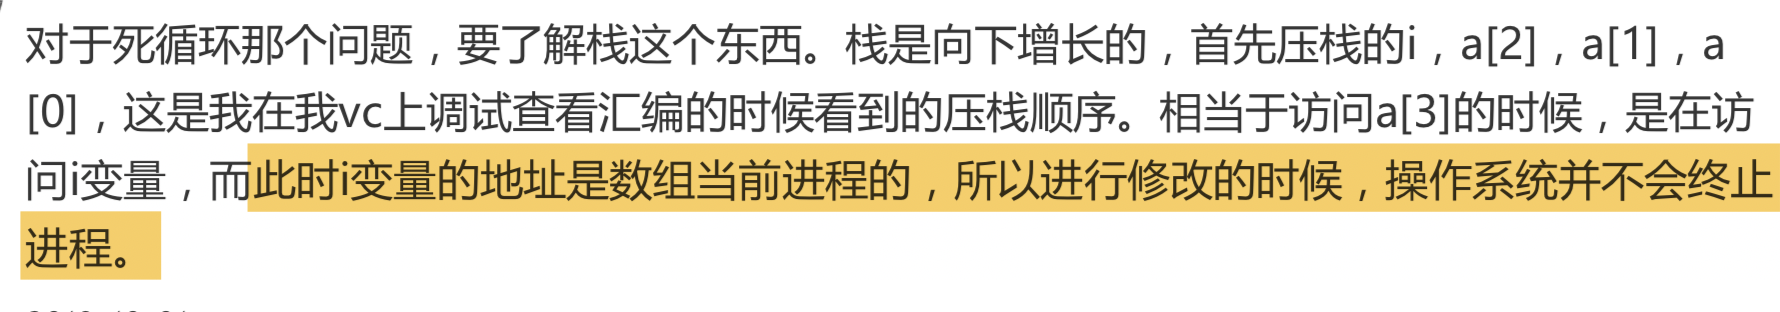 对于死循环那个问题，要了解栈这个东西。栈是向下增长的，首先压栈的i，a[2]，a[1]，a
[0]，这是我在我vc上调试查看汇编的时候看到的压栈顺序。相当于访问a[3]的时候，是在访
问i变量，而此时i变量的地址是数组当前进程的，所以进行修改的时候，操作系统并不会终止
进程。